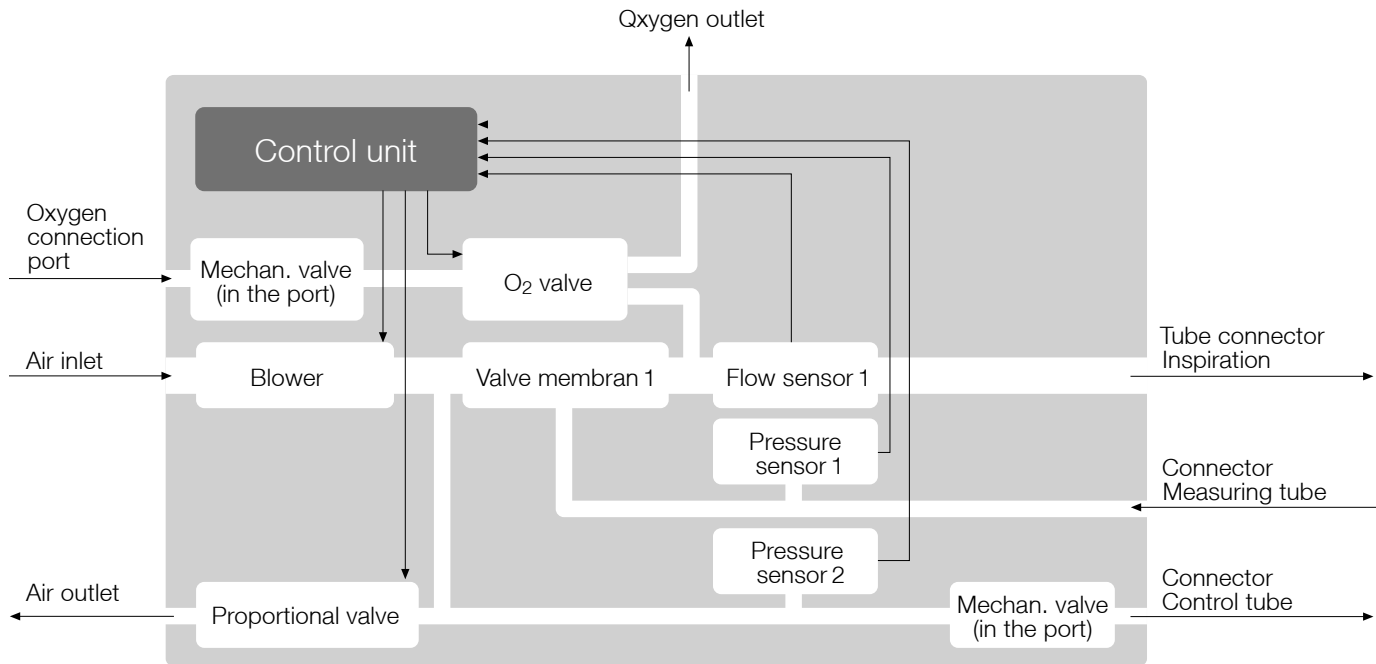 Qxygen outlet
Control unit
Oxygen
connection
port
Mechan. valve
(in the port)
O2 valve
Air inlet
Blower
Valve membran 1
Flow sensor 1
Tube connector
Inspiration
Pressure
sensor 1
Connector
Measuring tube
Pressure
sensor 2
Air outlet
Proportional valve
Mechan. valve
(in the port)
Connector
Control tube